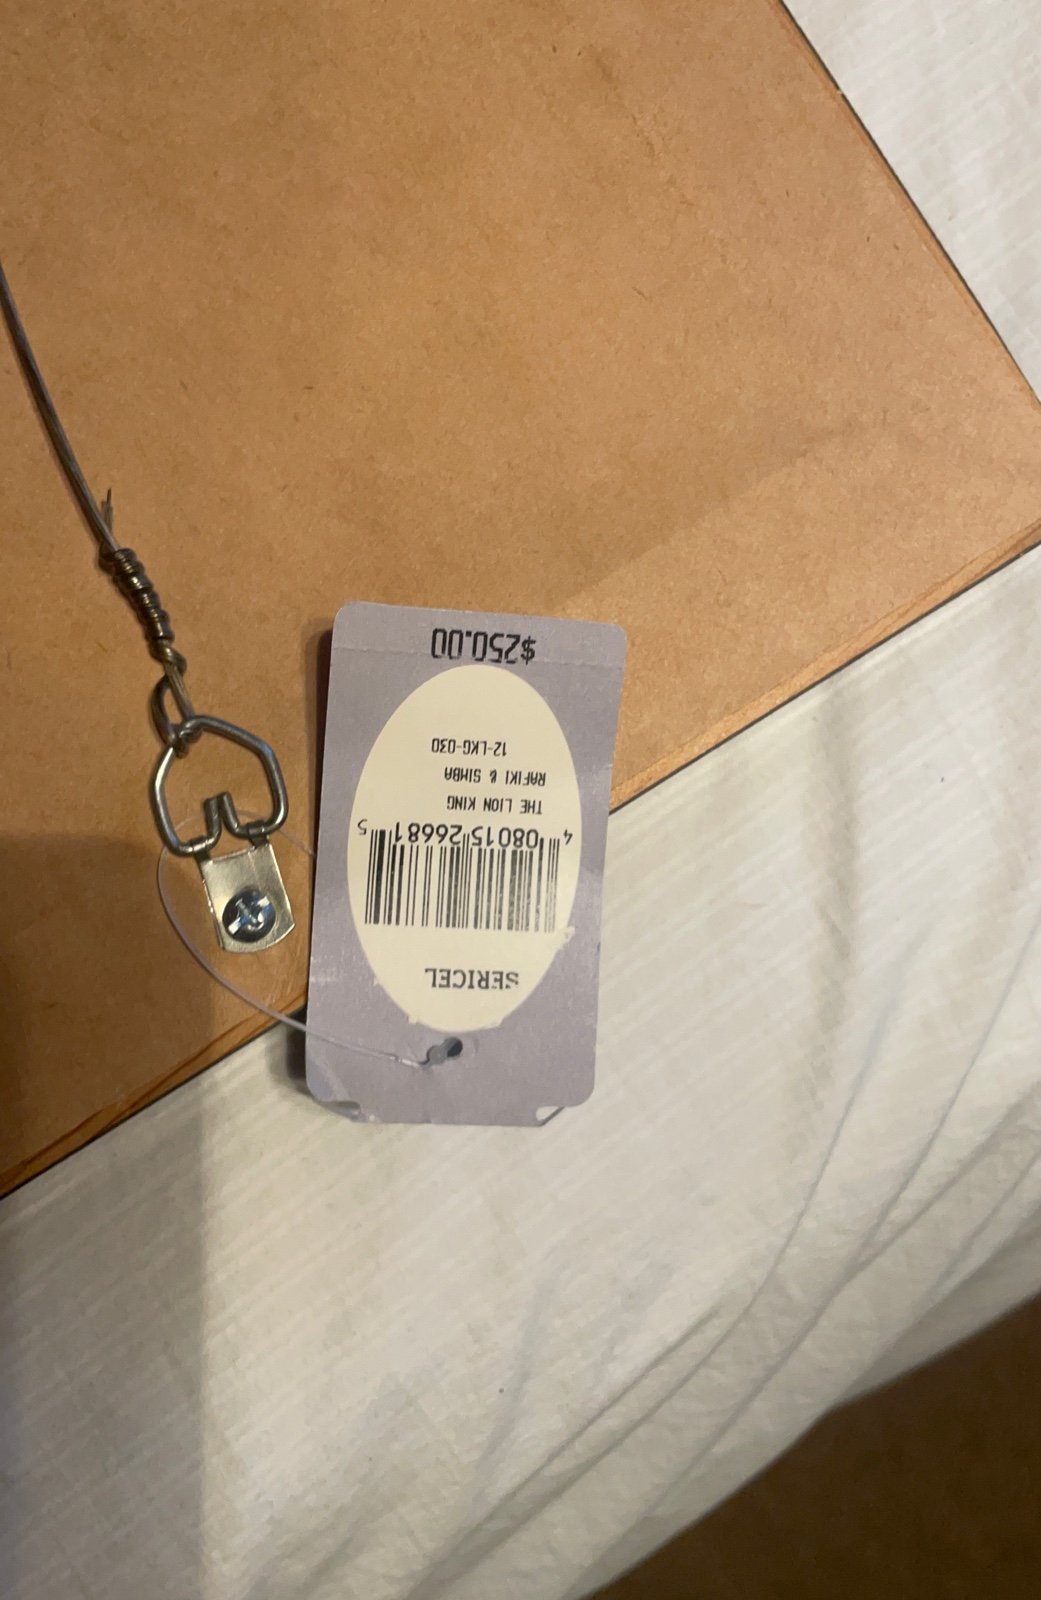 SERICEL
4 08015 26681 5
THE LION KING
RAFIKI & SIMBA
12-LKG-030
$250.00